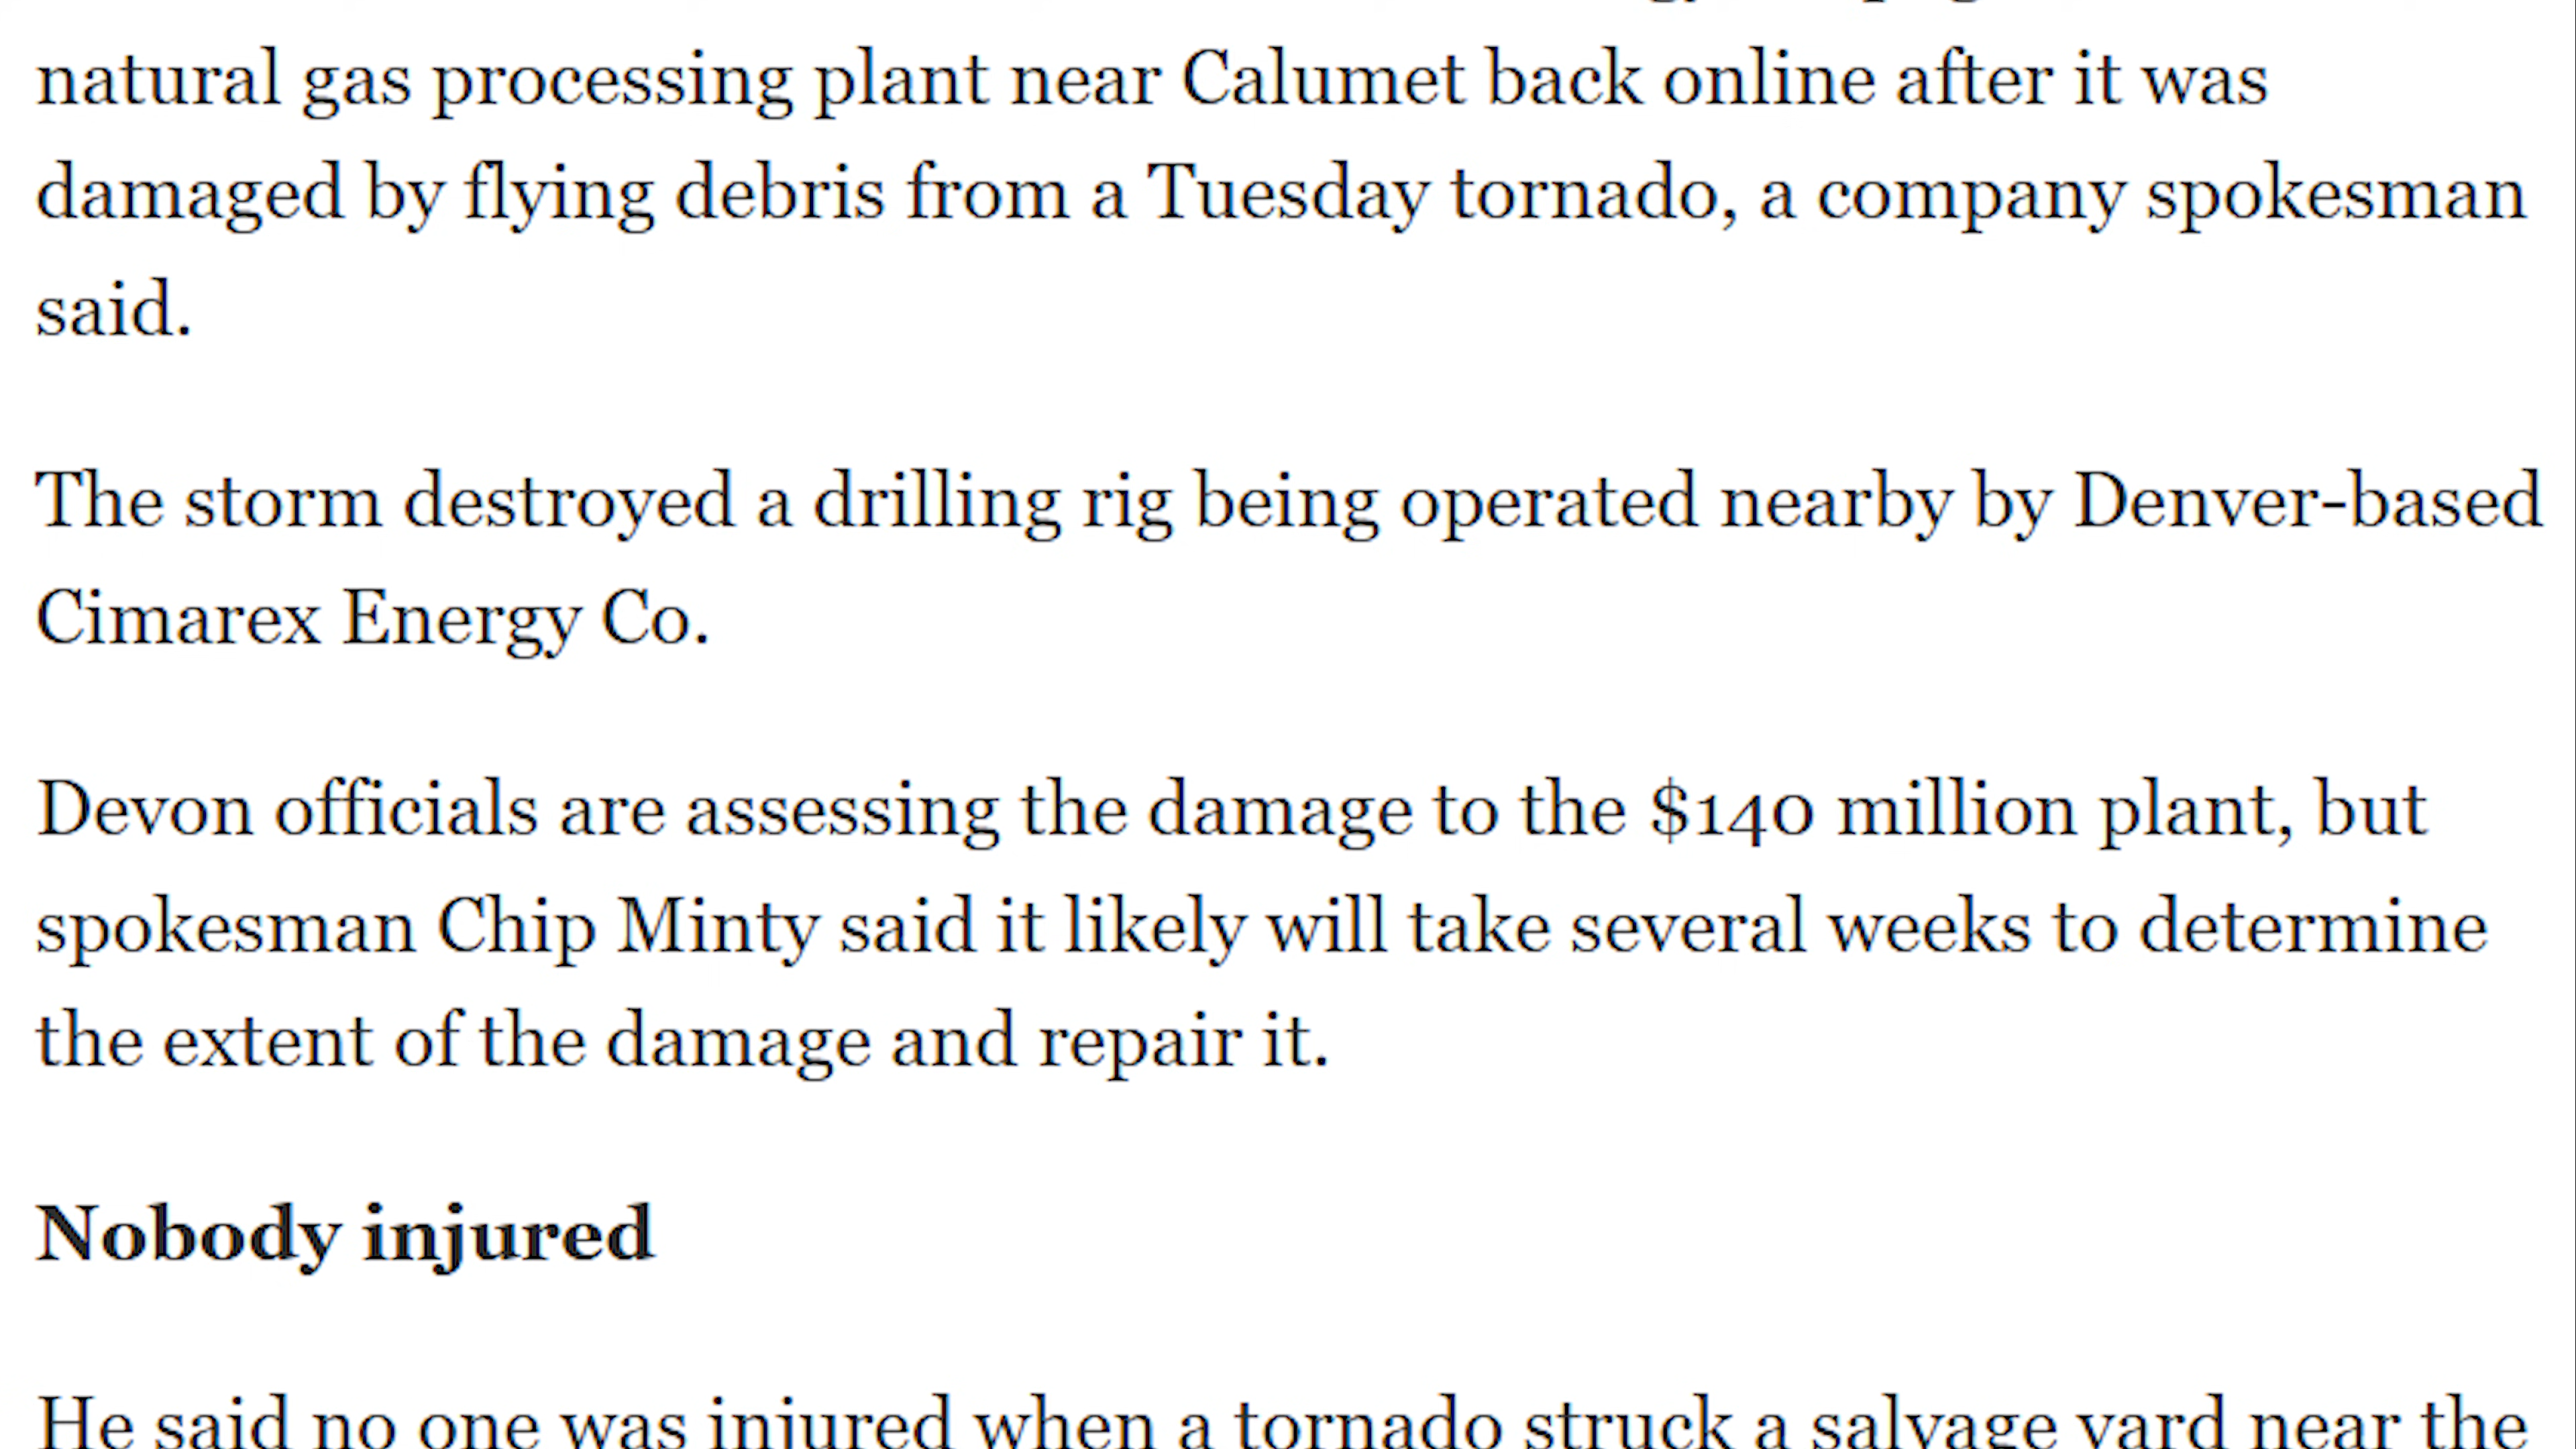 natural gas processing plant near Calumet back online after it was
damaged by flying debris from a Tuesday tornado, a company spokesman
said.
The storm destroyed a drilling rig being operated nearby by Denver-based
Cimarex Energy Co.
Devon officials are assessing the damage to the $140 million plant, but
spokesman Chip Minty said it likely will take several weeks to determine
the extent of the damage and repair it.
Nobody injured
He said no one was injured when a tornado struck a salvage yard near the